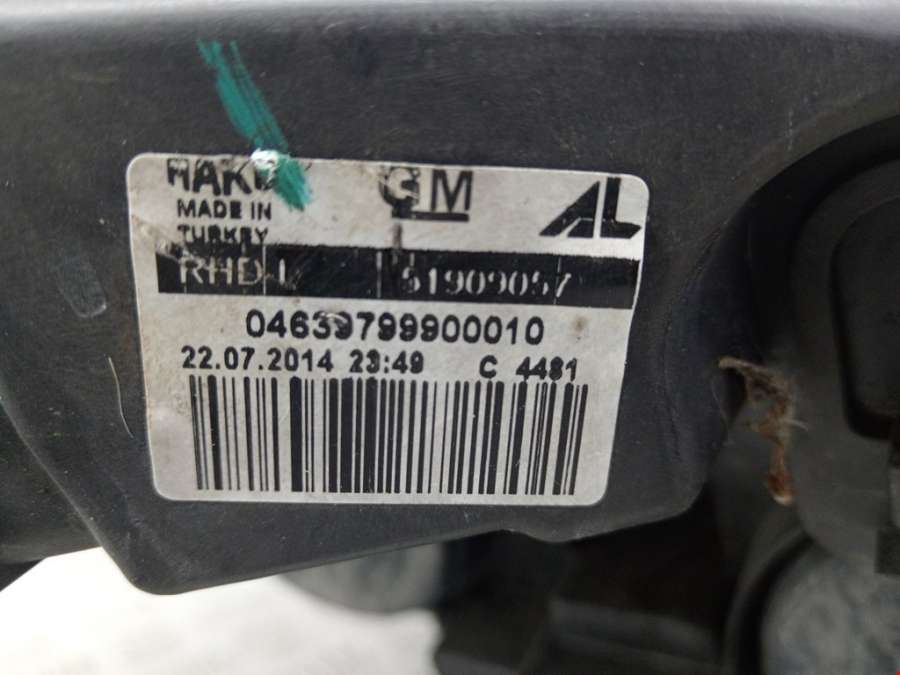 GM AL
MADE IN
TURKEY
RHD L 51909057
04639799900010
22.07.2014 23:49 C 4481